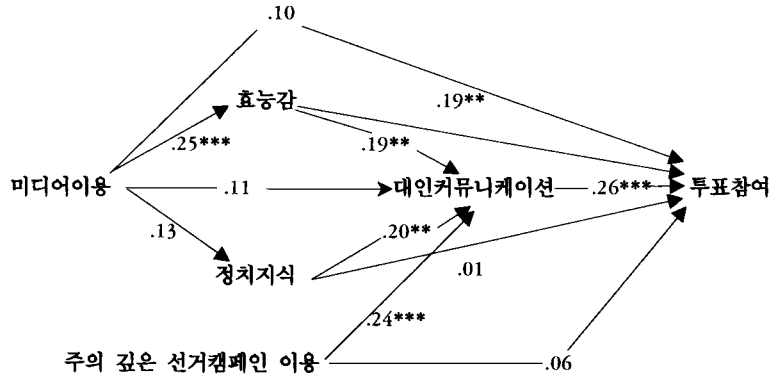 .10
효능감
.19**
.25***
.19**
미디어이용
.11
대인커뮤니케이션
.26***
투표참여
.13
.20**
정치지식
.01
.24***
주의 깊은 선거캠페인 이용
.06